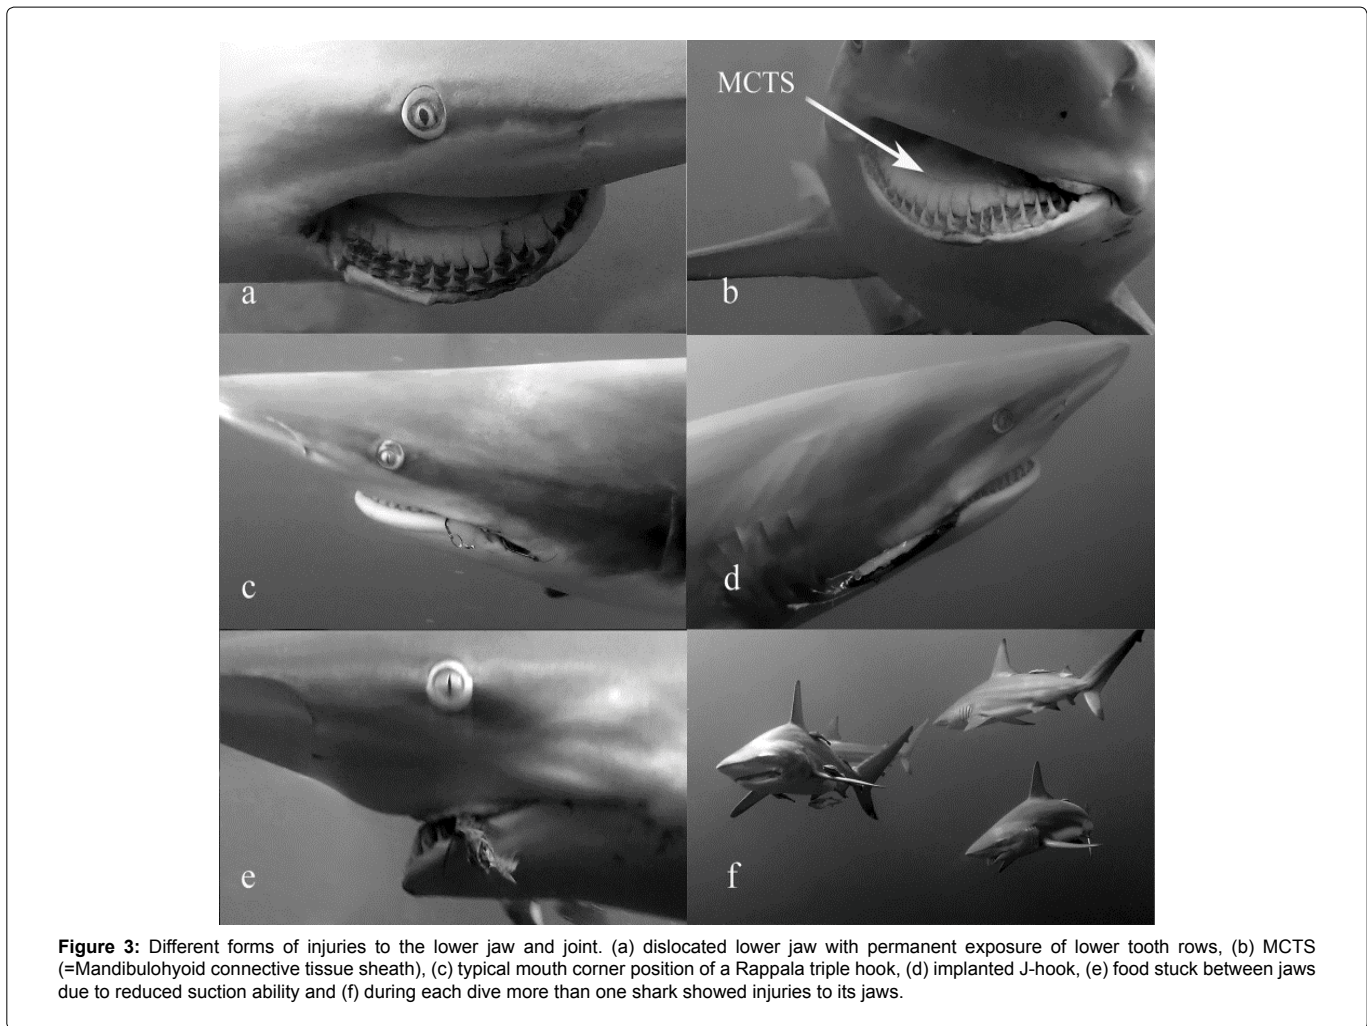 MCTS
a
b
c
d
e
f
Figure 3: Different forms of injuries to the lower jaw and joint. (a) dislocated lower jaw with permanent exposure of lower tooth rows, (b) MCTS
(=Mandibulohyoid connective tissue sheath), (c) typical mouth corner position of a Rappala triple hook, (d) implanted J-hook, (e) food stuck between jaws
due to reduced suction ability and (f) during each dive more than one shark showed injuries to its jaws.